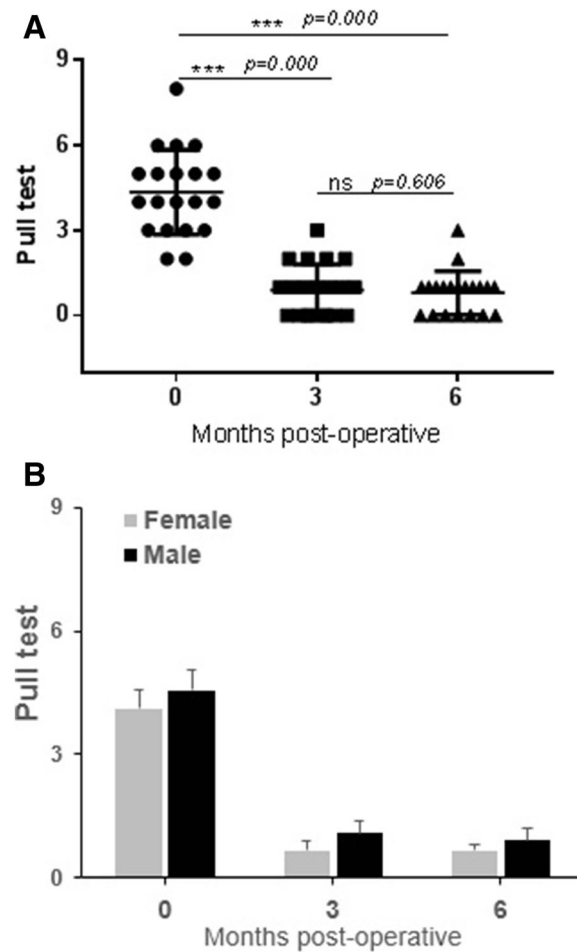 A
*** p=0.000
*** p=0.000
ns p=0.606
9
6
3
0
Pull test
0 3 6
Months post-operative
B
Female
Male
9
6
3
0
Pull test
0 3 6
Months post-operative